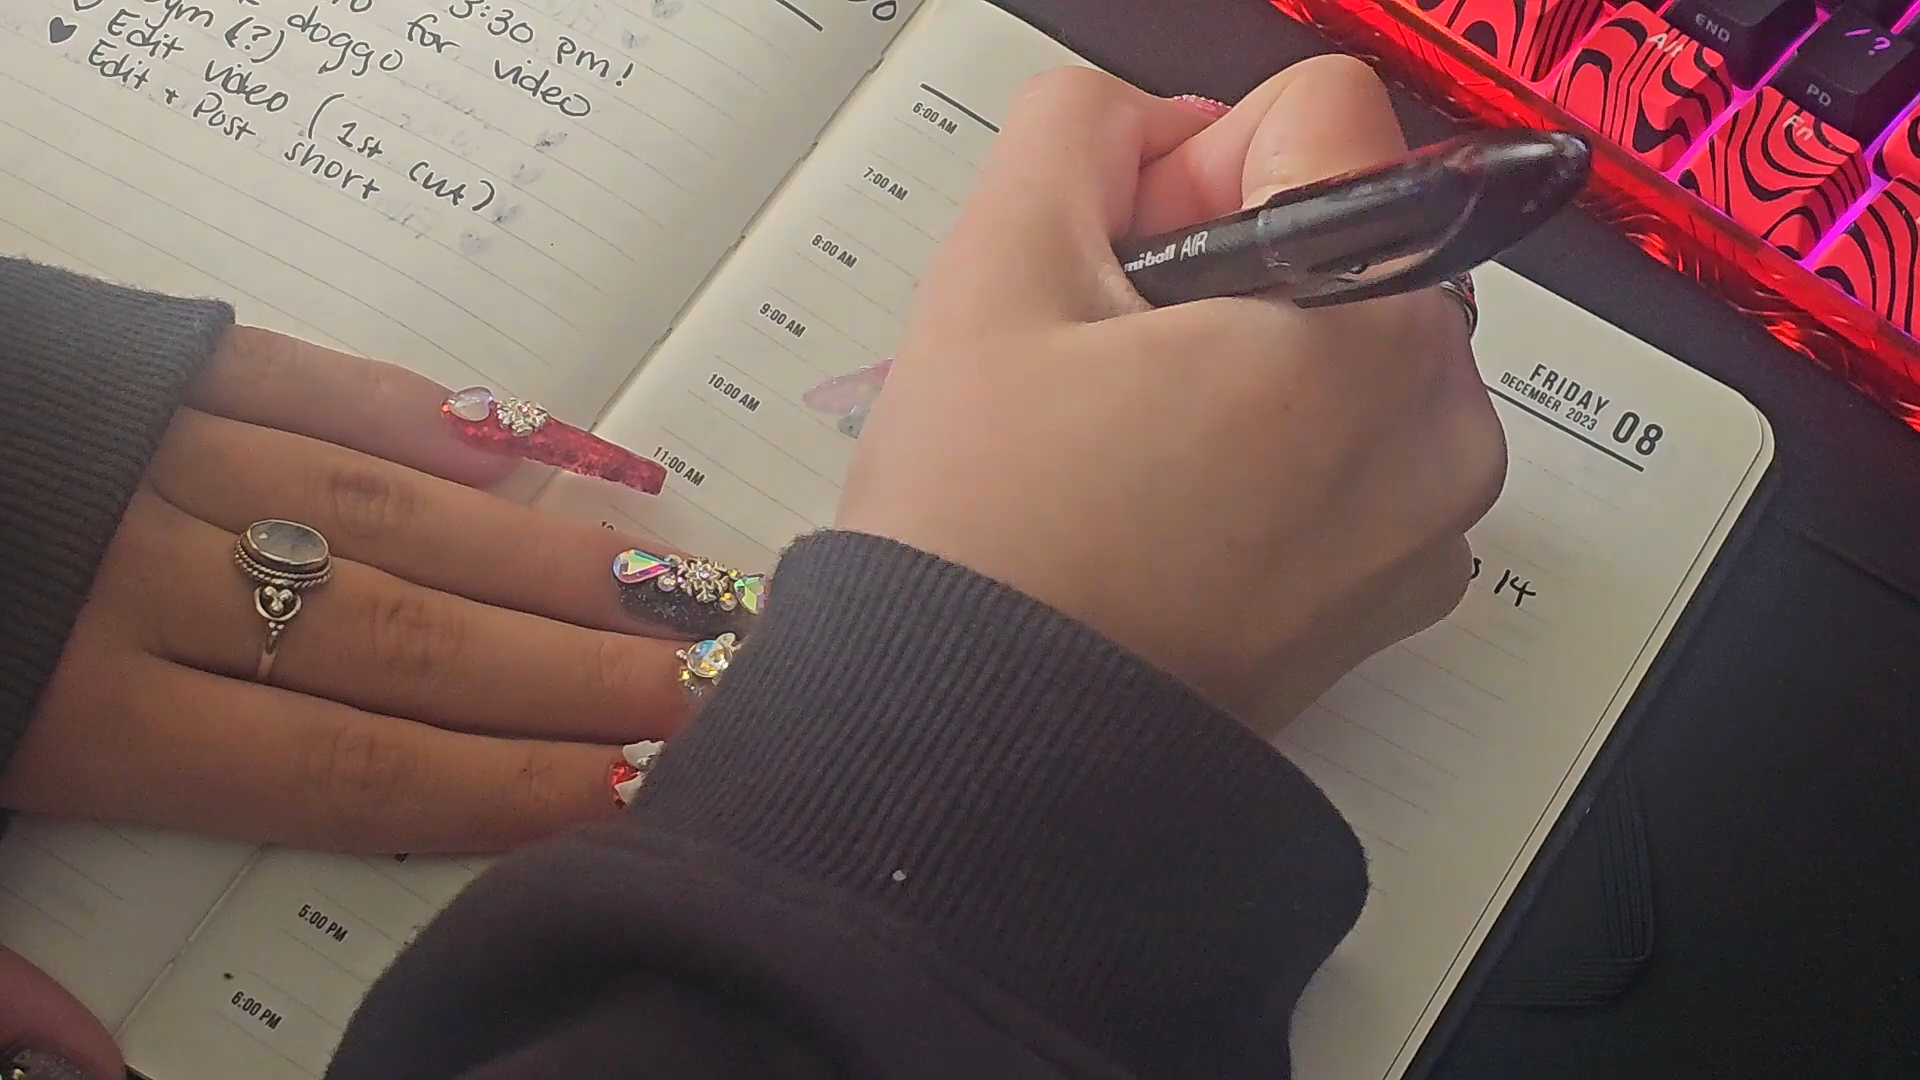 3:30 pm!
for video
gym (?)
doggo
Edit video (1st cut)
Edit + Post short
6:00 AM
7:00 AM
8:00 AM
9:00 AM
10:00 AM
11:00 AM
5:00 PM
6:00 PM
FRIDAY 08
DECEMBER 2023
14
uniball AIR
END
PD
Alt
Fn
/ ?